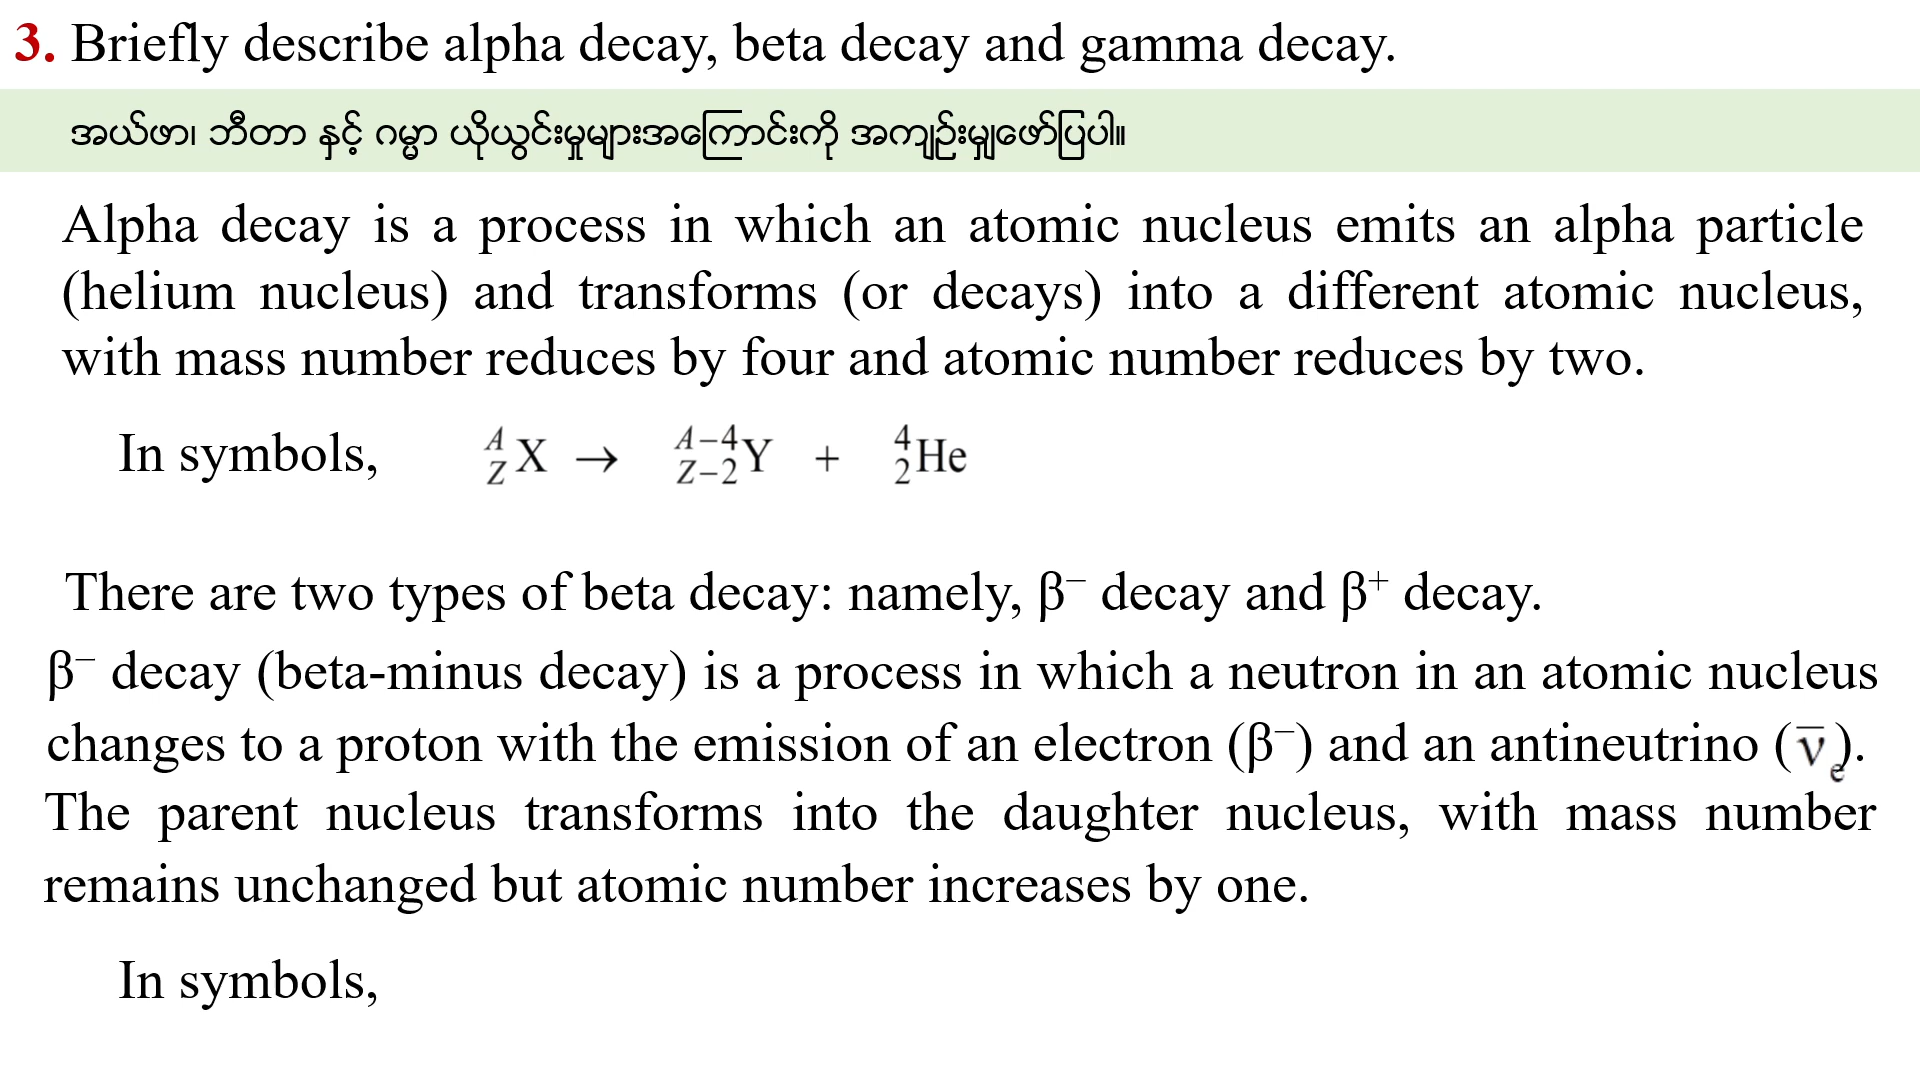 3. Briefly describe alpha decay, beta decay and gamma decay.
အယ်ဖာ၊ ဘီတာ နှင့် ဂမ္မာ ယိုယွင်းမှုများအကြောင်းကို အကျဉ်းမျှဖော်ပြပါ။
Alpha decay is a process in which an atomic nucleus emits an alpha particle
(helium nucleus) and transforms (or decays) into a different atomic nucleus,
with mass number reduces by four and atomic number reduces by two.
In symbols, ᴬ_Z X → ᴬ⁻⁴_Z₋₂ Y + ⁴₂He
There are two types of beta decay: namely, β⁻ decay and β⁺ decay.
β⁻ decay (beta-minus decay) is a process in which a neutron in an atomic nucleus
changes to a proton with the emission of an electron (β⁻) and an antineutrino (ν̅ₑ).
The parent nucleus transforms into the daughter nucleus, with mass number
remains unchanged but atomic number increases by one.
In symbols,